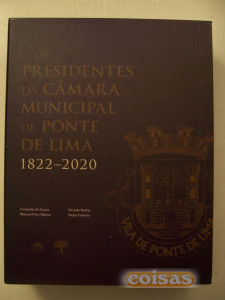 OS
PRESIDENTES
DA CÂMARA
MUNICIPAL
DE PONTE
DE LIMA
1822–2020
VILA DE PONTE DE LIMA
coisas